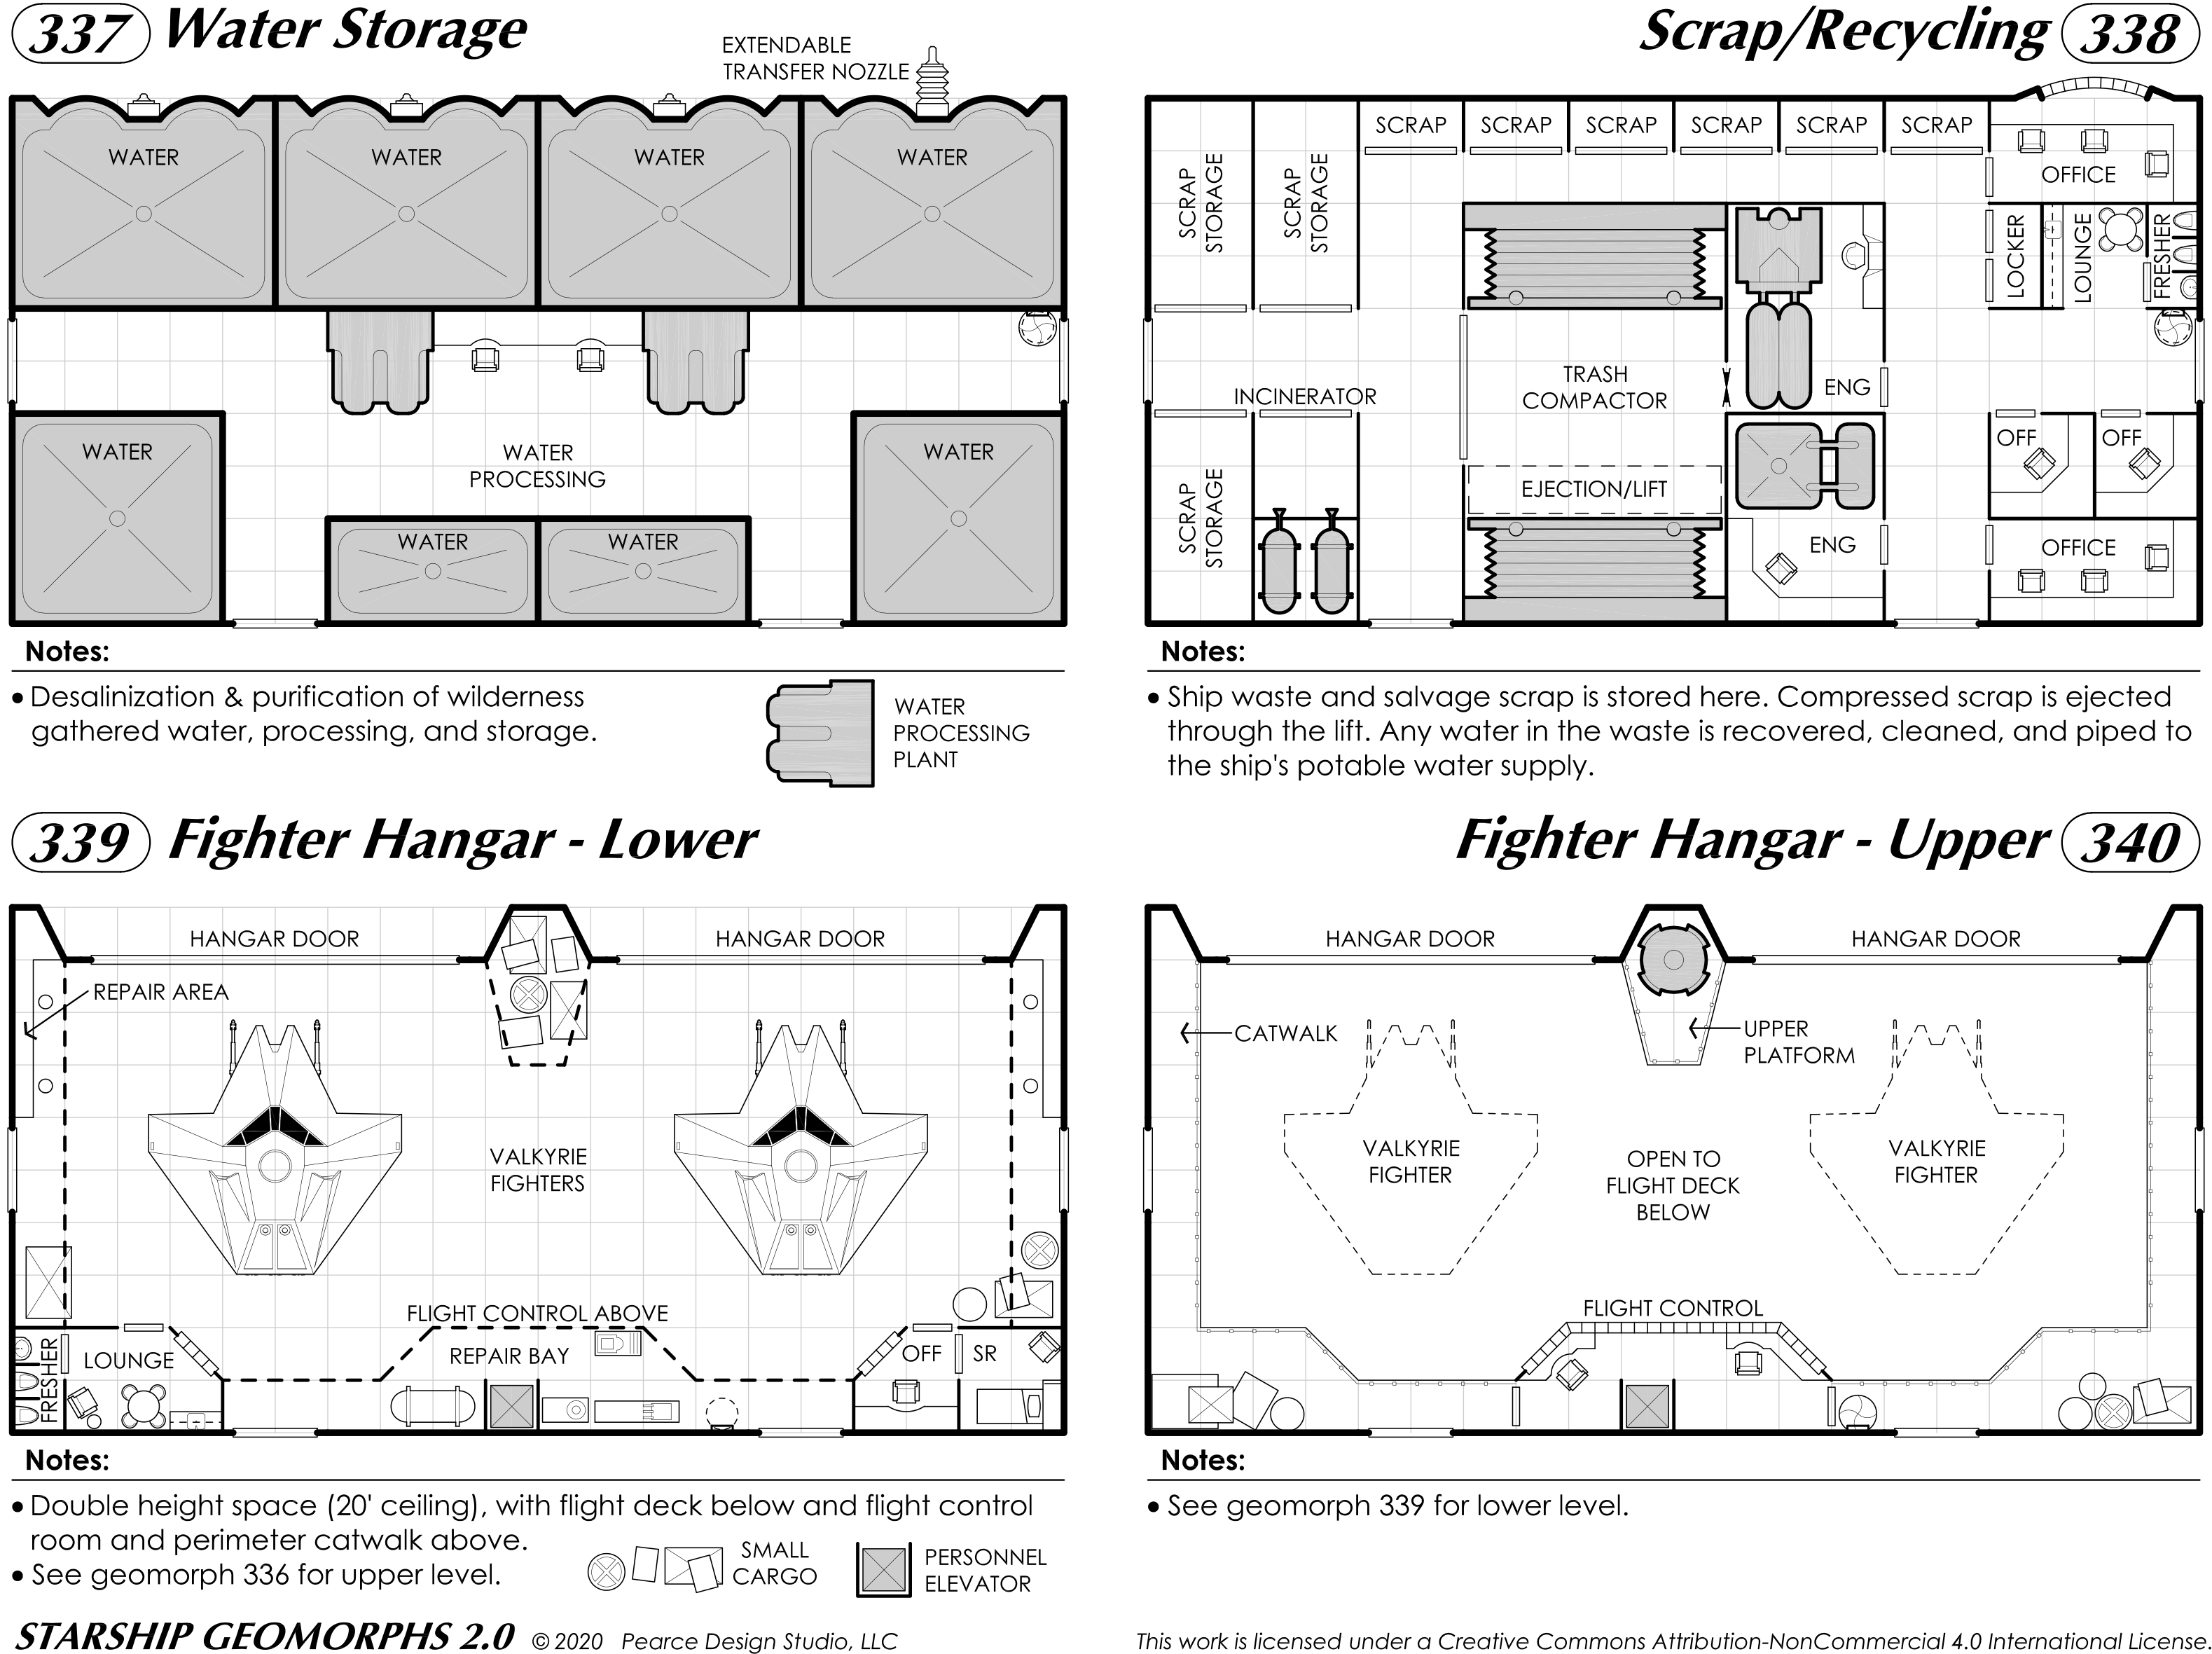 337 Water Storage
EXTENDABLE
TRANSFER NOZZLE
WATER
WATER
WATER
WATER
WATER
WATER
PROCESSING
WATER
WATER
WATER
Notes:
• Desalinization & purification of wilderness
gathered water, processing, and storage.
WATER
PROCESSING
PLANT
Scrap/Recycling 338
SCRAP
SCRAP
SCRAP
SCRAP
SCRAP
SCRAP
SCRAP
STORAGE
SCRAP
STORAGE
OFFICE
LOCKER
LOUNGE
FRESHER
INCINERATOR
TRASH
COMPACTOR
ENG
OFF
OFF
SCRAP
STORAGE
EJECTION/LIFT
ENG
OFFICE
Notes:
• Ship waste and salvage scrap is stored here. Compressed scrap is ejected
through the lift. Any water in the waste is recovered, cleaned, and piped to
the ship's potable water supply.
339 Fighter Hangar - Lower
HANGAR DOOR
HANGAR DOOR
REPAIR AREA
VALKYRIE
FIGHTERS
FLIGHT CONTROL ABOVE
FRESHER
LOUNGE
REPAIR BAY
OFF
SR
Notes:
• Double height space (20' ceiling), with flight deck below and flight control
room and perimeter catwalk above.
• See geomorph 336 for upper level.
SMALL
CARGO
PERSONNEL
ELEVATOR
Fighter Hangar - Upper 340
HANGAR DOOR
HANGAR DOOR
CATWALK
UPPER
PLATFORM
VALKYRIE
FIGHTER
OPEN TO
FLIGHT DECK
BELOW
VALKYRIE
FIGHTER
FLIGHT CONTROL
Notes:
• See geomorph 339 for lower level.
STARSHIP GEOMORPHS 2.0 © 2020 Pearce Design Studio, LLC
This work is licensed under a Creative Commons Attribution-NonCommercial 4.0 International License.